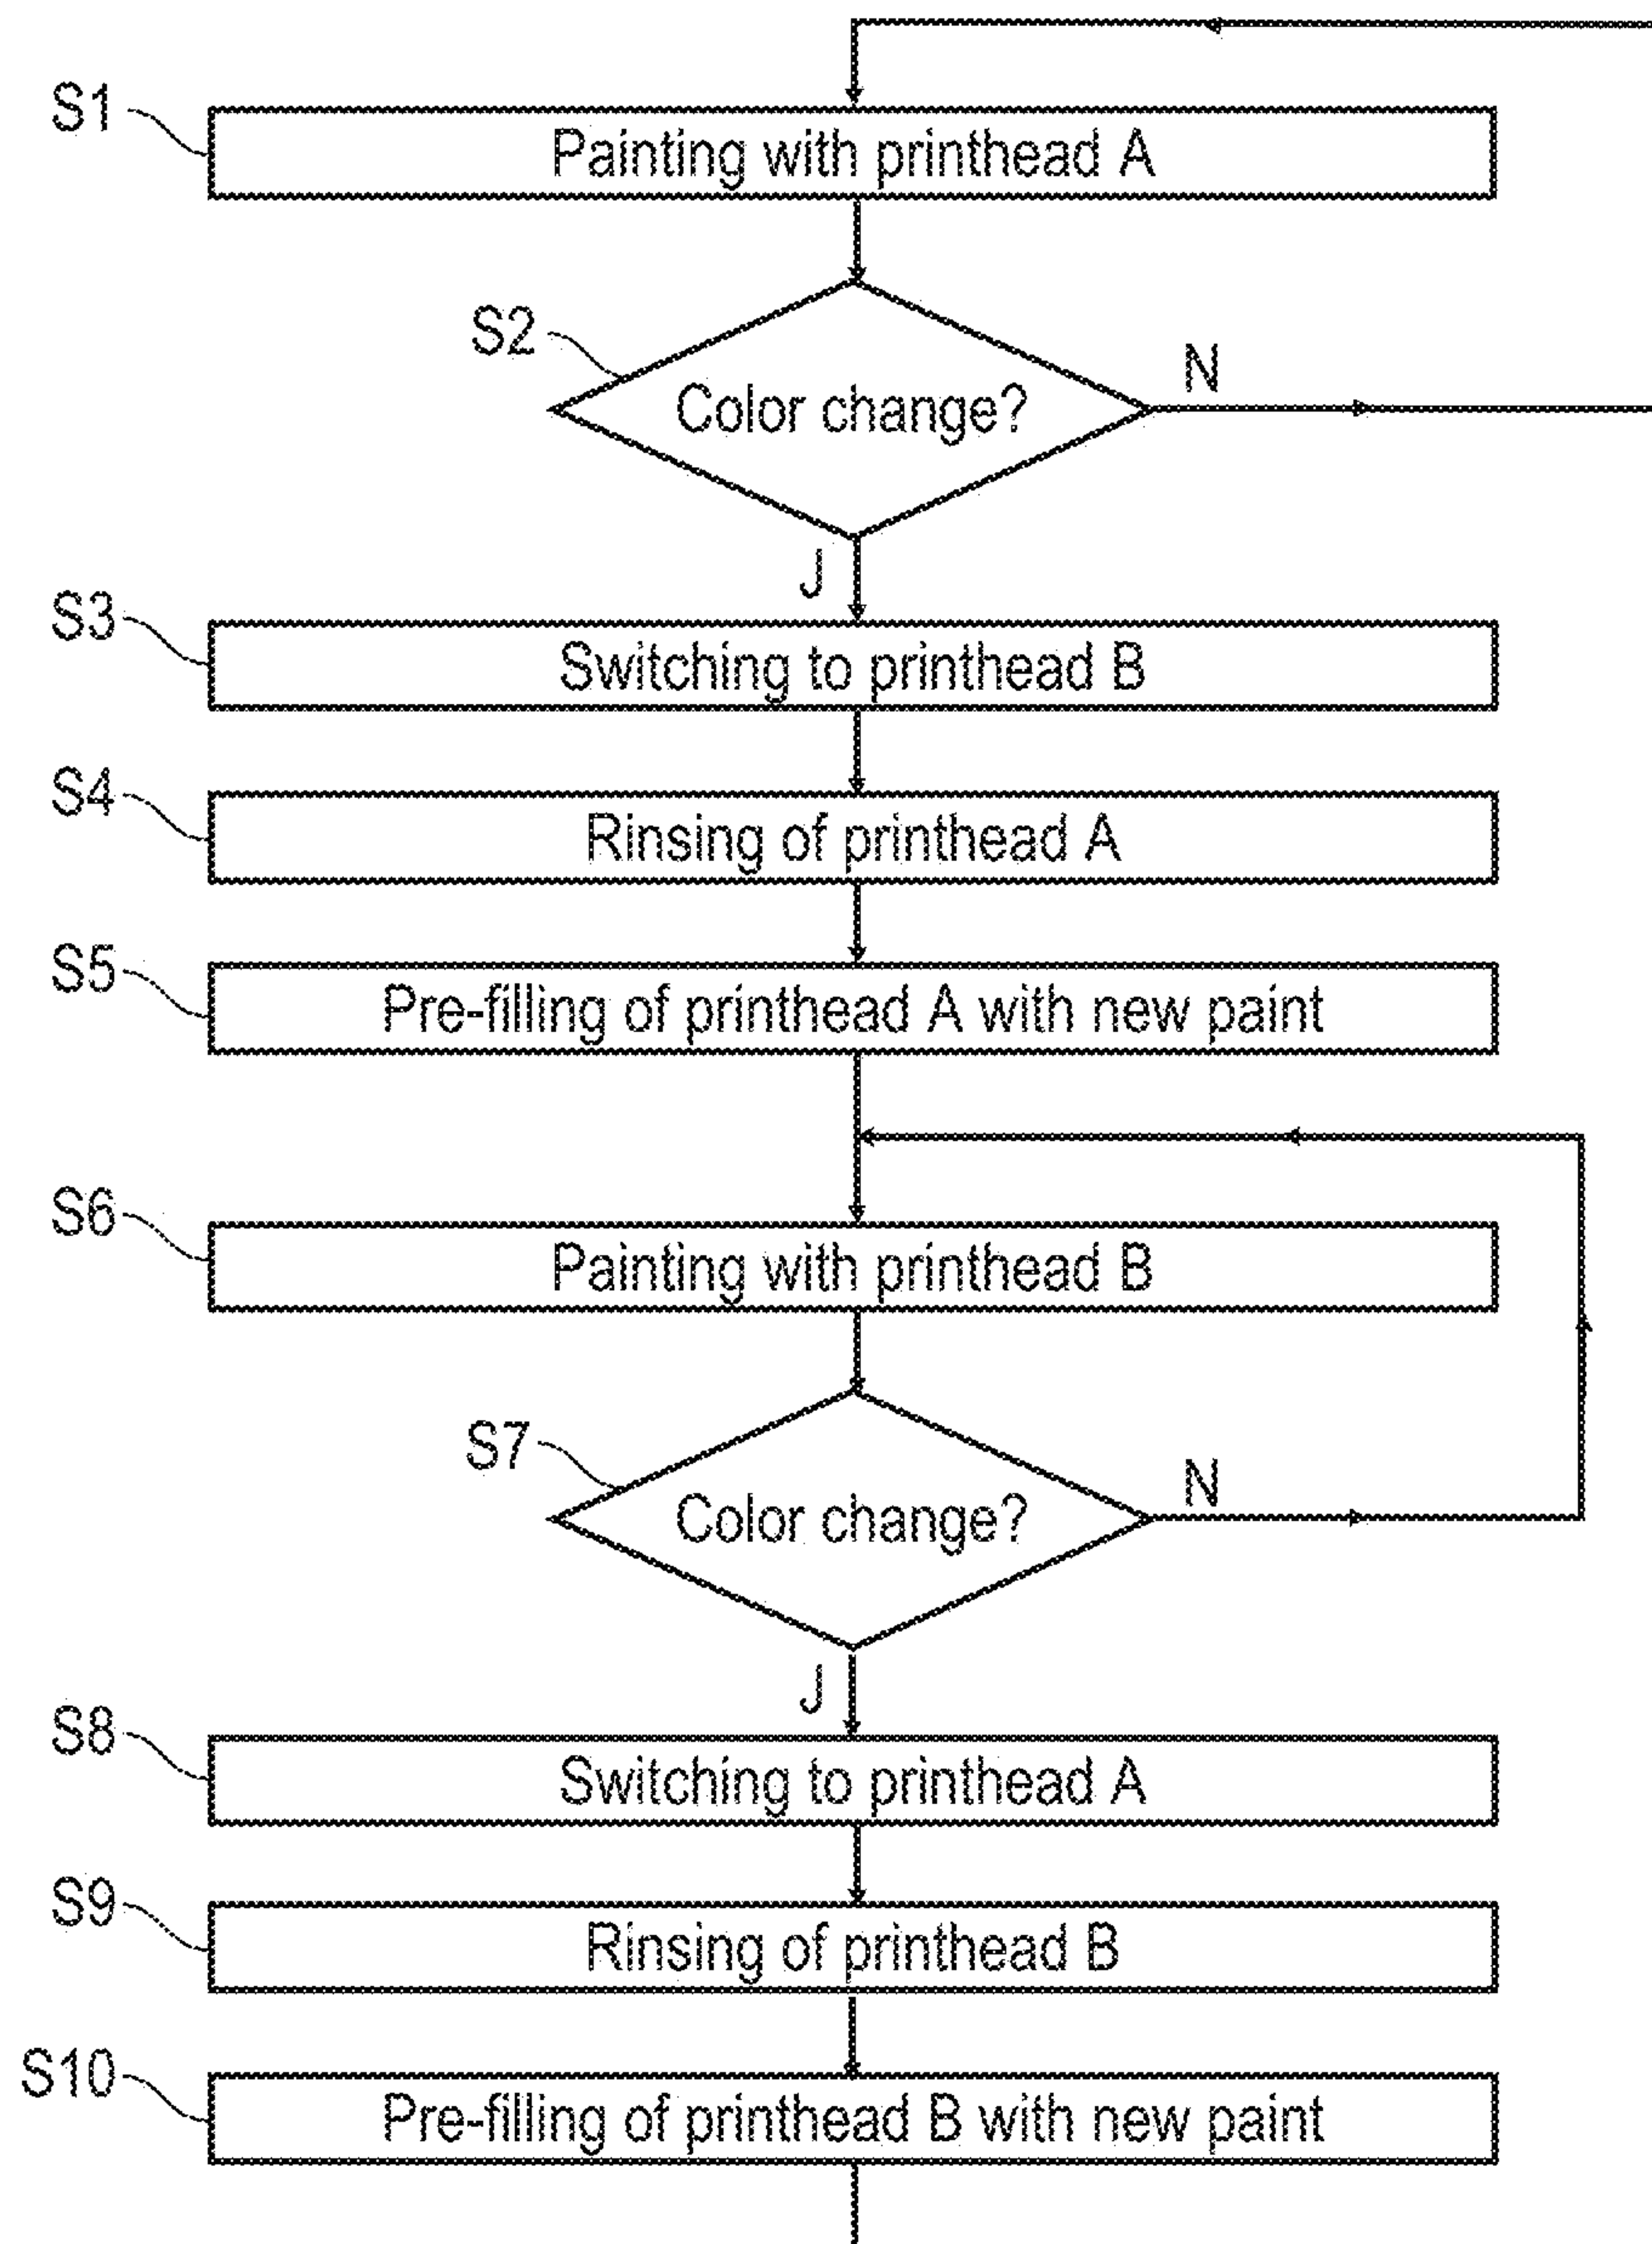 S1
Painting with printhead A
S2
Color change?
N
J
S3
Switching to printhead B
S4
Rinsing of printhead A
S5
Pre-filling of printhead A with new paint
S6
Painting with printhead B
S7
Color change?
N
J
S8
Switching to printhead A
S9
Rinsing of printhead B
S10
Pre-filling of printhead B with new paint